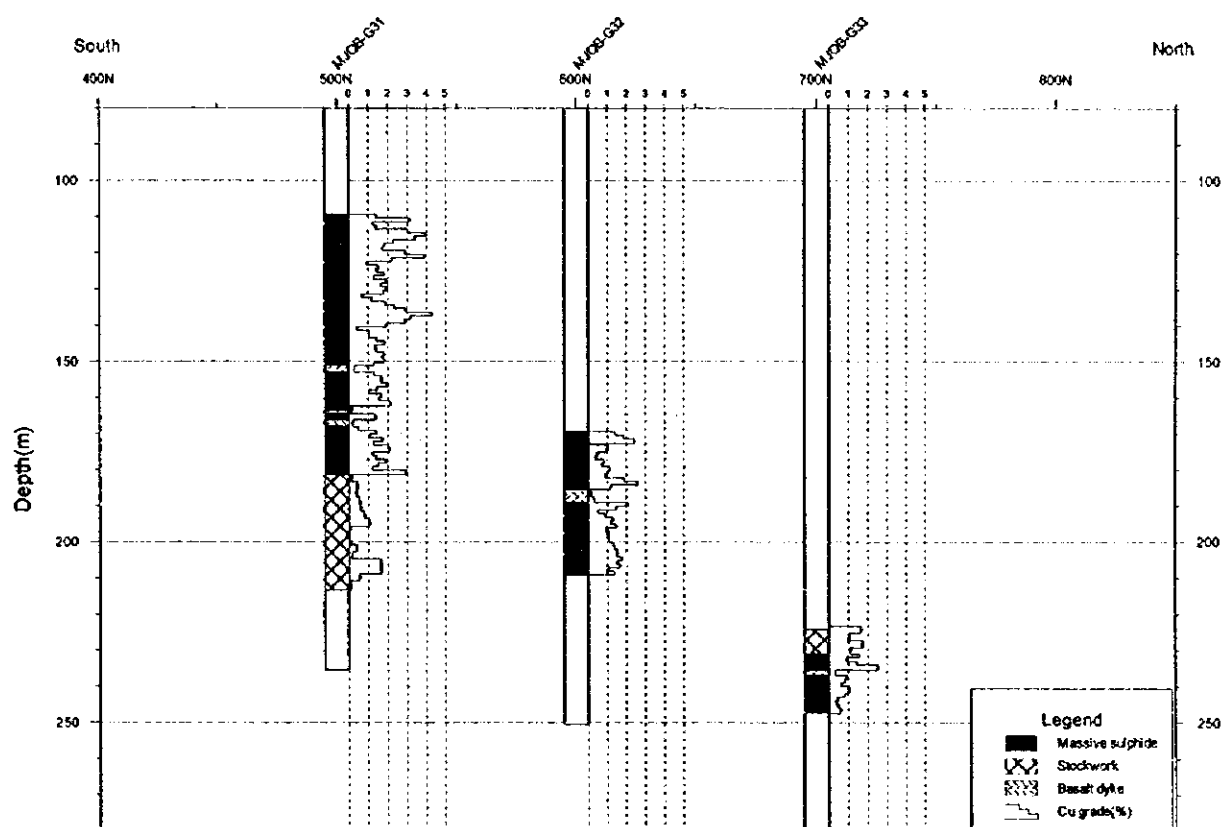 South MJOB-G31 MJOB-G32 MJOB-G33 North
400N 500N 600N 700N 800N
0 1 2 3 4 5 0 1 2 3 4 5 0 1 2 3 4 5
100 100
150 150
Depth(m)
200 200
250 250
Legend
Massive sulphide
Stockwork
Basalt dyke
Cu grade(%)